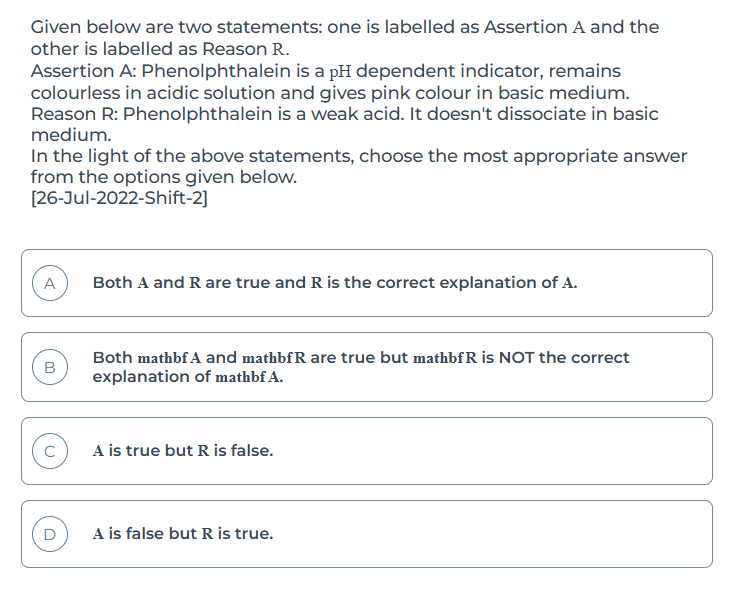 Given below are two statements: one is labelled as Assertion A and the
other is labelled as Reason R.
Assertion A: Phenolphthalein is a pH dependent indicator, remains
colourless in acidic solution and gives pink colour in basic medium.
Reason R: Phenolphthalein is a weak acid. It doesn't dissociate in basic
medium.
In the light of the above statements, choose the most appropriate answer
from the options given below.
[26-Jul-2022-Shift-2]
A Both A and R are true and R is the correct explanation of A.
B Both mathbf A and mathbf R are true but mathbf R is NOT the correct
explanation of mathbf A.
C A is true but R is false.
D A is false but R is true.